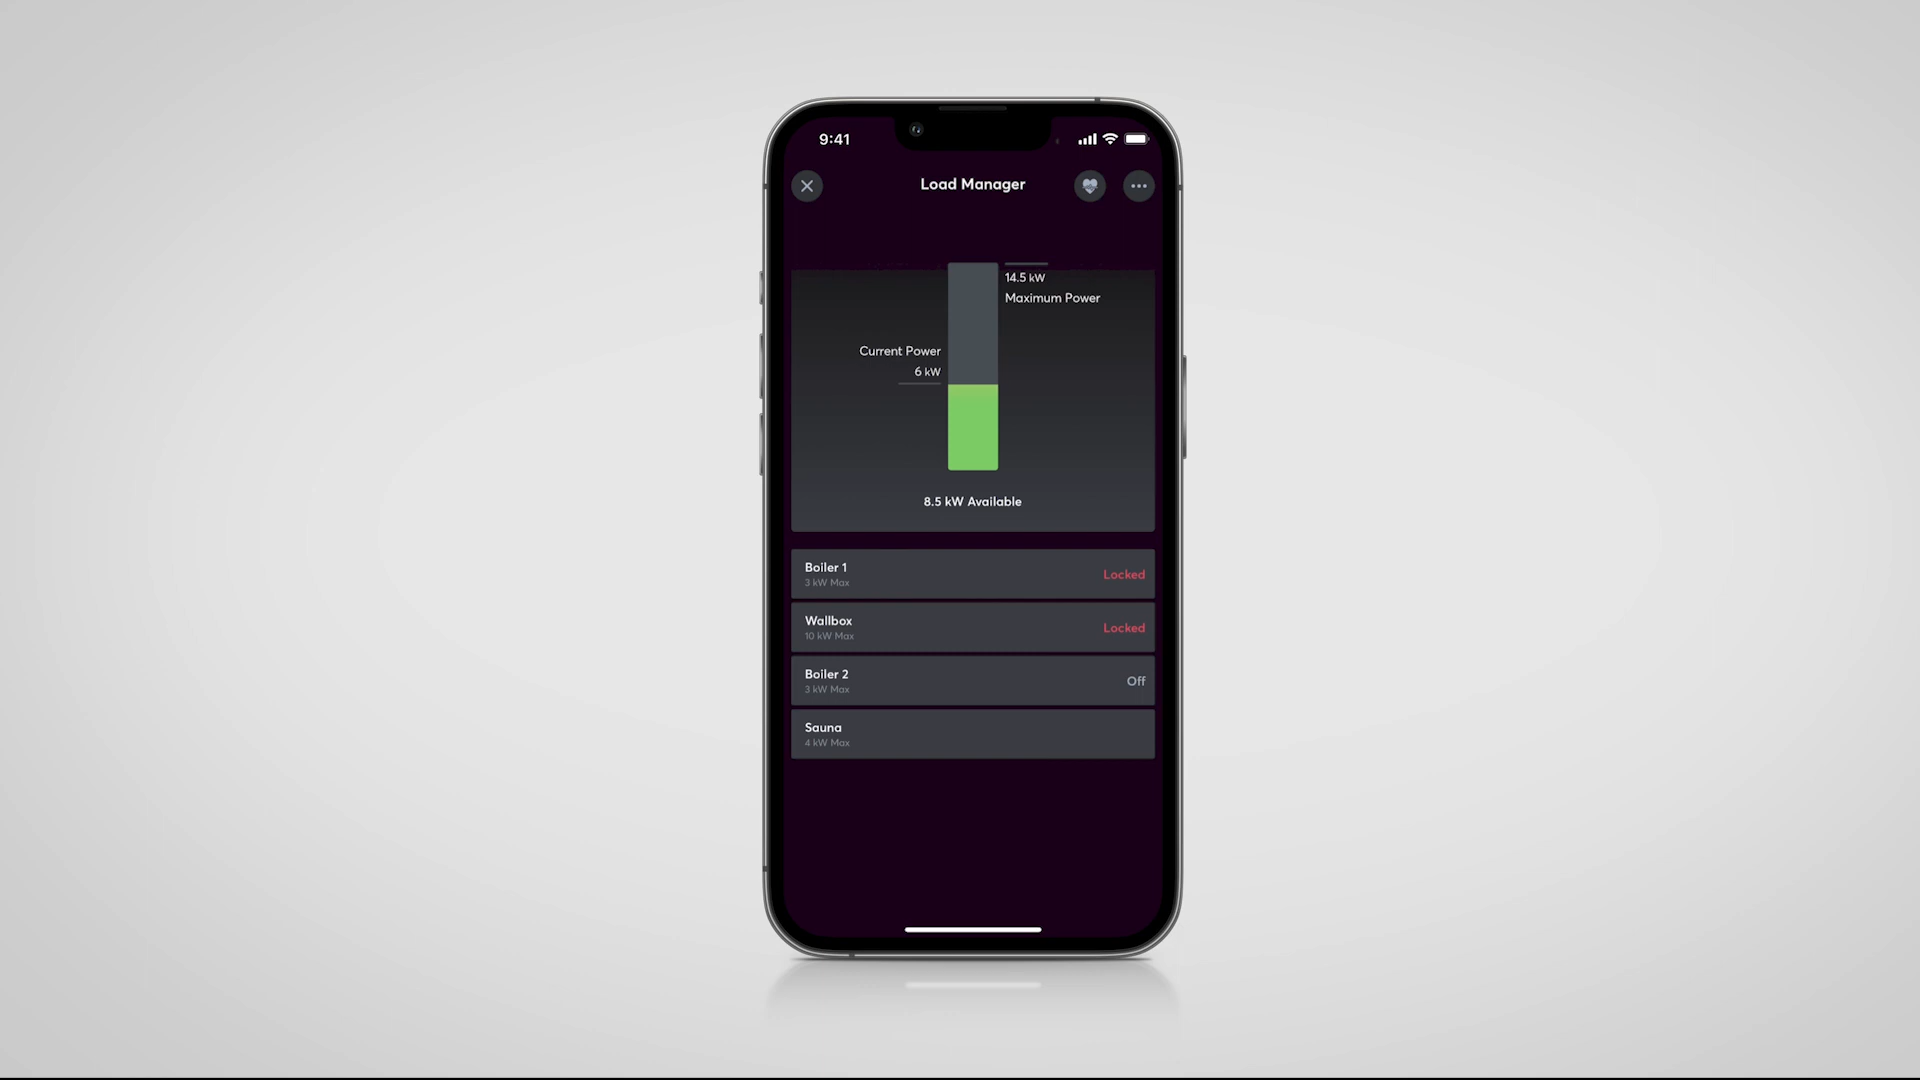 9:41
Load Manager
14.5 kW
Maximum Power
Current Power
6 kW
8.5 kW Available
Boiler 1
3 kW Max
Locked
Wallbox
10 kW Max
Locked
Boiler 2
3 kW Max
Off
Sauna
4 kW Max